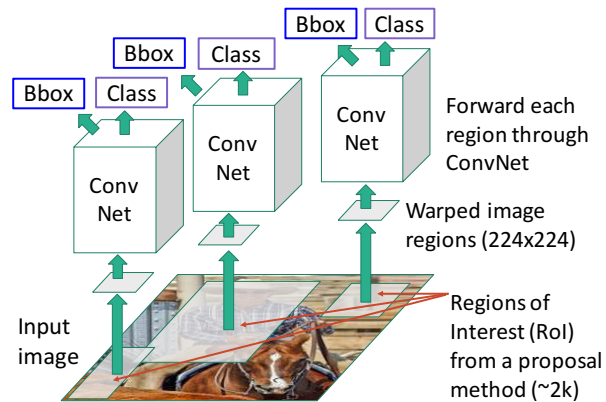 Bbox
Class
Bbox
Class
Bbox
Class
Conv
Net
Conv
Net
Conv
Net
Forward each
region through
ConvNet
Warped image
regions (224x224)
Input
image
Regions of
Interest (RoI)
from a proposal
method (~2k)